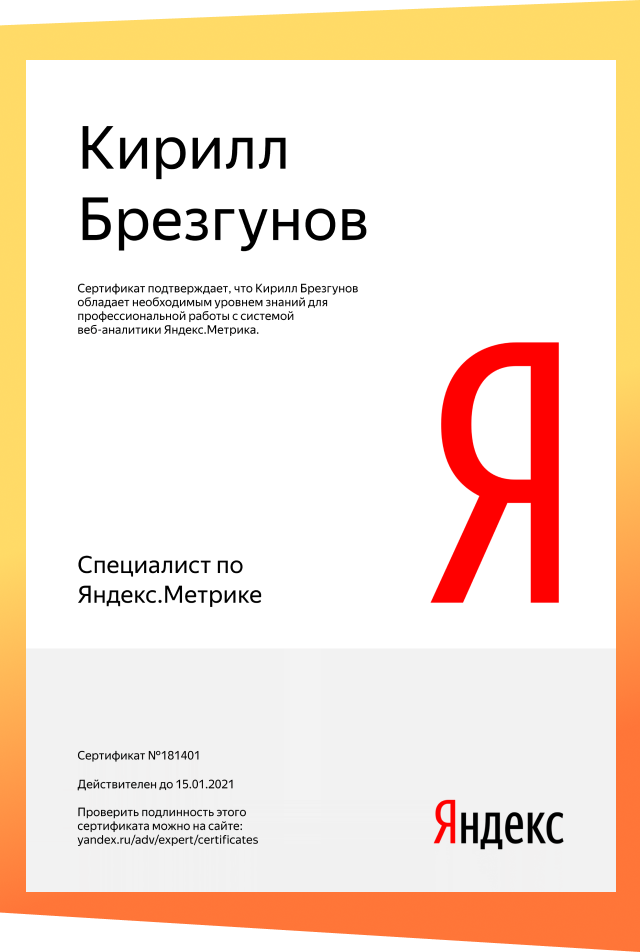 Кирилл
Брезгунов
Сертификат подтверждает, что Кирилл Брезгунов
обладает необходимым уровнем знаний для
профессиональной работы с системой
веб-аналитики Яндекс.Метрика.
Я
Специалист по
Яндекс.Метрике
Сертификат №181401
Действителен до 15.01.2021
Проверить подлинность этого
сертификата можно на сайте:
yandex.ru/adv/expert/certificates
Яндекс